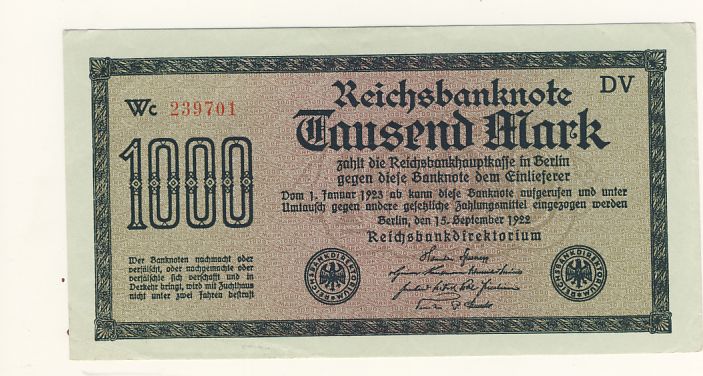 Reichsbanknote
DV
Wc 239701
Tausend Mark
1000
zahlt die Reichsbankhauptkasse in Berlin
gegen diese Banknote dem Einlieferer
Dom 1. Januar 1923 ab kann diese Banknote aufgerufen und unter
Umtausch gegen andere gesetzliche Zahlungsmittel eingezogen werden
Berlin, den 15. September 1922
Reichsbankdirektorium
Wer Banknoten nachmacht oder
verfälscht, oder nachgemachte oder
verfälschte sich verschafft und in
Verkehr bringt, wird mit Zuchthaus
nicht unter zwei Jahren bestraft
REICHSBANKDIREKTORIUM
REICHSBANKDIREKTORIUM